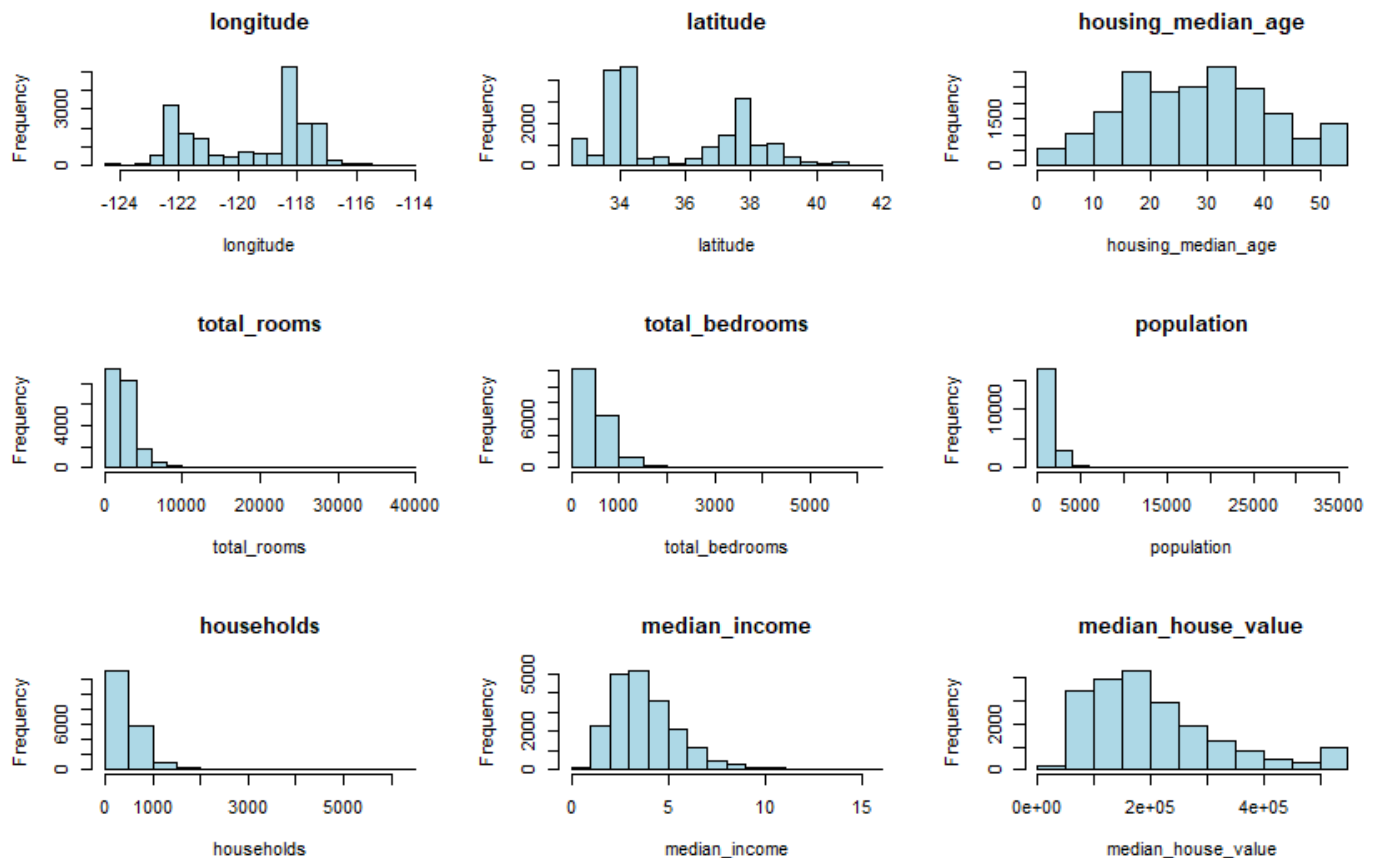 longitude
Frequency
0 3000
-124 -122 -120 -118 -116 -114
longitude
latitude
Frequency
0 2000
34 36 38 40 42
latitude
housing_median_age
Frequency
0 1500
0 10 20 30 40 50
housing_median_age
total_rooms
Frequency
0 4000
0 10000 20000 30000 40000
total_rooms
total_bedrooms
Frequency
0 6000
0 1000 3000 5000
total_bedrooms
population
Frequency
0 10000
0 5000 15000 25000 35000
population
households
Frequency
0 6000
0 1000 3000 5000
households
median_income
Frequency
0 2000 5000
0 5 10 15
median_income
median_house_value
Frequency
0 2000
0e+00 2e+05 4e+05
median_house_value